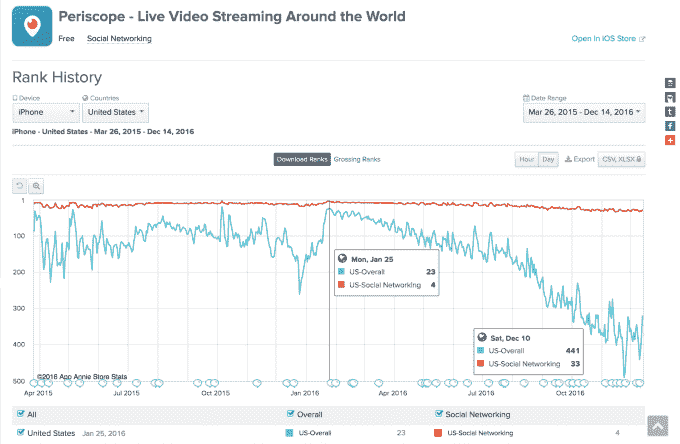 Periscope - Live Video Streaming Around the World
Free Social Networking Open in iOS Store
Rank History
Device Countries Date Range
iPhone United States Mar 26, 2015 - Dec 14, 2016
iPhone - United States - Mar 26, 2015 - Dec 14, 2016
Download Ranks Grossing Ranks Hour Day Export CSV, XLSX
1
100
200
300
400
500
Mon, Jan 25
US-Overall 23
US-Social Networking 4
Sat, Dec 10
US-Overall 441
US-Social Networking 33
©2016 App Annie Store Stats
Apr 2015 Jul 2015 Oct 2015 Jan 2016 Apr 2016 Jul 2016 Oct 2016
All Overall Social Networking
United States Jan 25, 2016 US-Overall 23 US-Social Networking 4